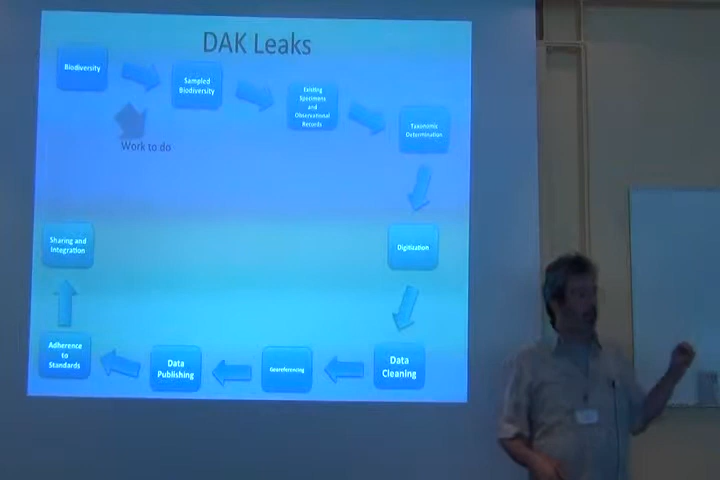 DAK Leaks
Biodiversity
Sampled
Biodiversity
Existing
Specimens
and
Observational
Records
Taxonomic
Determination
Work to do
Digitization
Data
Cleaning
Georeferencing
Data
Publishing
Adherence
to
Standards
Sharing and
Integration